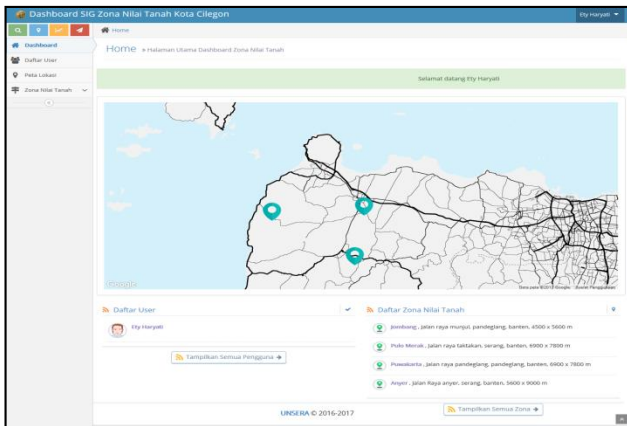 Dashboard SIG Zona Nilai Tanah Kota Cilegon
Ety Haryati
Home
Dashboard
Daftar User
Peta Lokasi
Zona Nilai Tanah
Home » Halaman Utama Dashboard Zona Nilai Tanah
Selamat datang Ety Haryati
Google
Daftar User
Ety Haryati
Tampilkan Semua Pengguna
Daftar Zona Nilai Tanah
Jombang, Jalan raya munjul, pandeglang, banten, 4500 x 5600 m
Pulo Merak, Jalan raya taktakan, serang, banten, 6900 x 7800 m
Puwakarta, Jalan raya pandeglang, pandeglang, banten, 6900 x 7800 m
Anyer, Jalan Raya anyer, serang, banten, 5600 x 9000 m
Tampilkan Semua Zona
UNSERA © 2016-2017